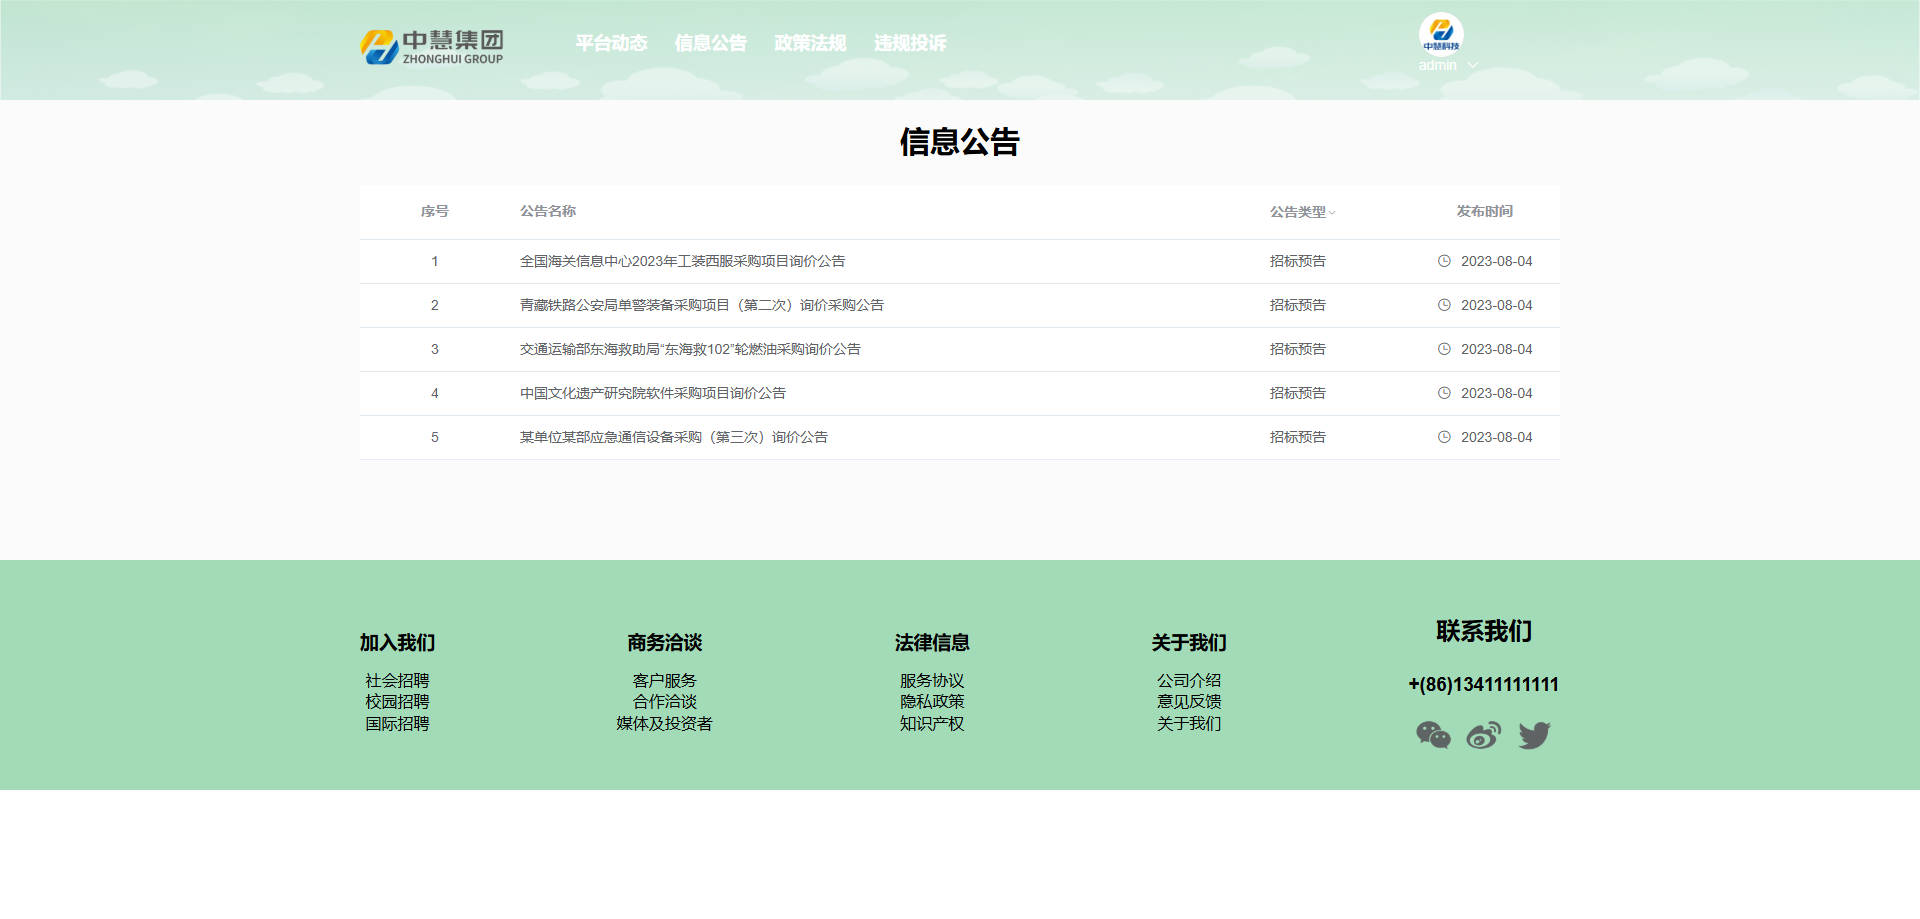 中慧集团
ZHONGHUI GROUP
平台动态 信息公告 政策法规 违规投诉
中慧科技
admin
信息公告
序号 公告名称 公告类型 发布时间
1 全国海关信息中心2023年工装西服采购项目询价公告 招标预告 2023-08-04
2 青藏铁路公安局单警装备采购项目（第二次）询价采购公告 招标预告 2023-08-04
3 交通运输部东海救助局“东海救102”轮燃油采购询价公告 招标预告 2023-08-04
4 中国文化遗产研究院软件采购项目询价公告 招标预告 2023-08-04
5 某单位某部应急通信设备采购（第三次）询价公告 招标预告 2023-08-04
加入我们 商务洽谈 法律信息 关于我们 联系我们
社会招聘 客户服务 服务协议 公司介绍 +(86)13411111111
校园招聘 合作洽谈 隐私政策 意见反馈
国际招聘 媒体及投资者 知识产权 关于我们